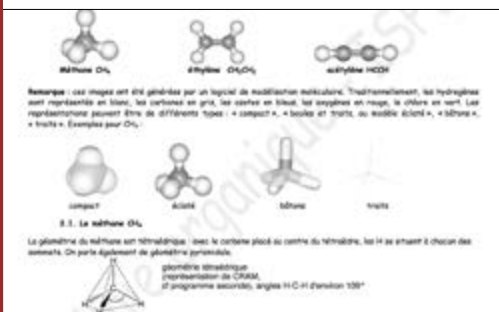 Méthane CH₄ éthylène CH₂CH₂ acétylène HCCH
Remarque : ces images ont été générées par un logiciel de modélisation moléculaire. Traditionnellement, les hydrogènes
sont représentés en blanc, les carbones en gris, les azotes en bleus, les oxygènes en rouge, le chlore en vert. Les
représentations peuvent être de différents types : « compact », « boules et traits, ou modèle éclaté », « bâtons »,
« traits ». Exemples pour CH₄ :
compact éclaté bâtons traits
Le méthane CH₄
La géométrie du méthane est tétraédrique : avec le carbone placé au centre du tétraèdre, les H se situent à chacun des
sommets. On parle également de géométrie pyramidale.
H
géométrie tétraédrique
(représentation de CRAM,
cf programme seconde), angles H-C-H d'environ 109°
H H